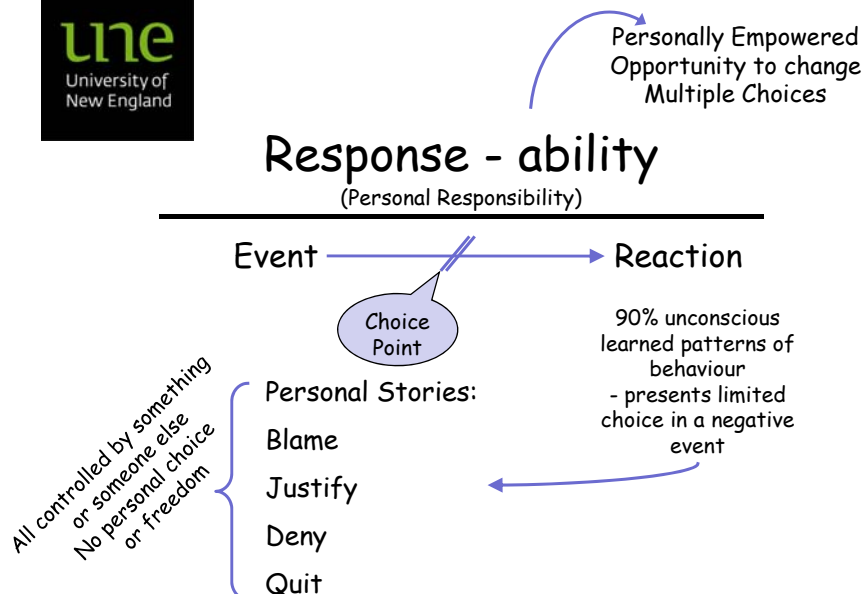 une
University of
New England
Personally Empowered
Opportunity to change
Multiple Choices
Response - ability
(Personal Responsibility)
Event
Reaction
Choice
Point
90% unconscious
learned patterns of
behaviour
- presents limited
choice in a negative
event
Personal Stories:
Blame
Justify
Deny
Quit
All controlled by something
or someone else
No personal choice
or freedom